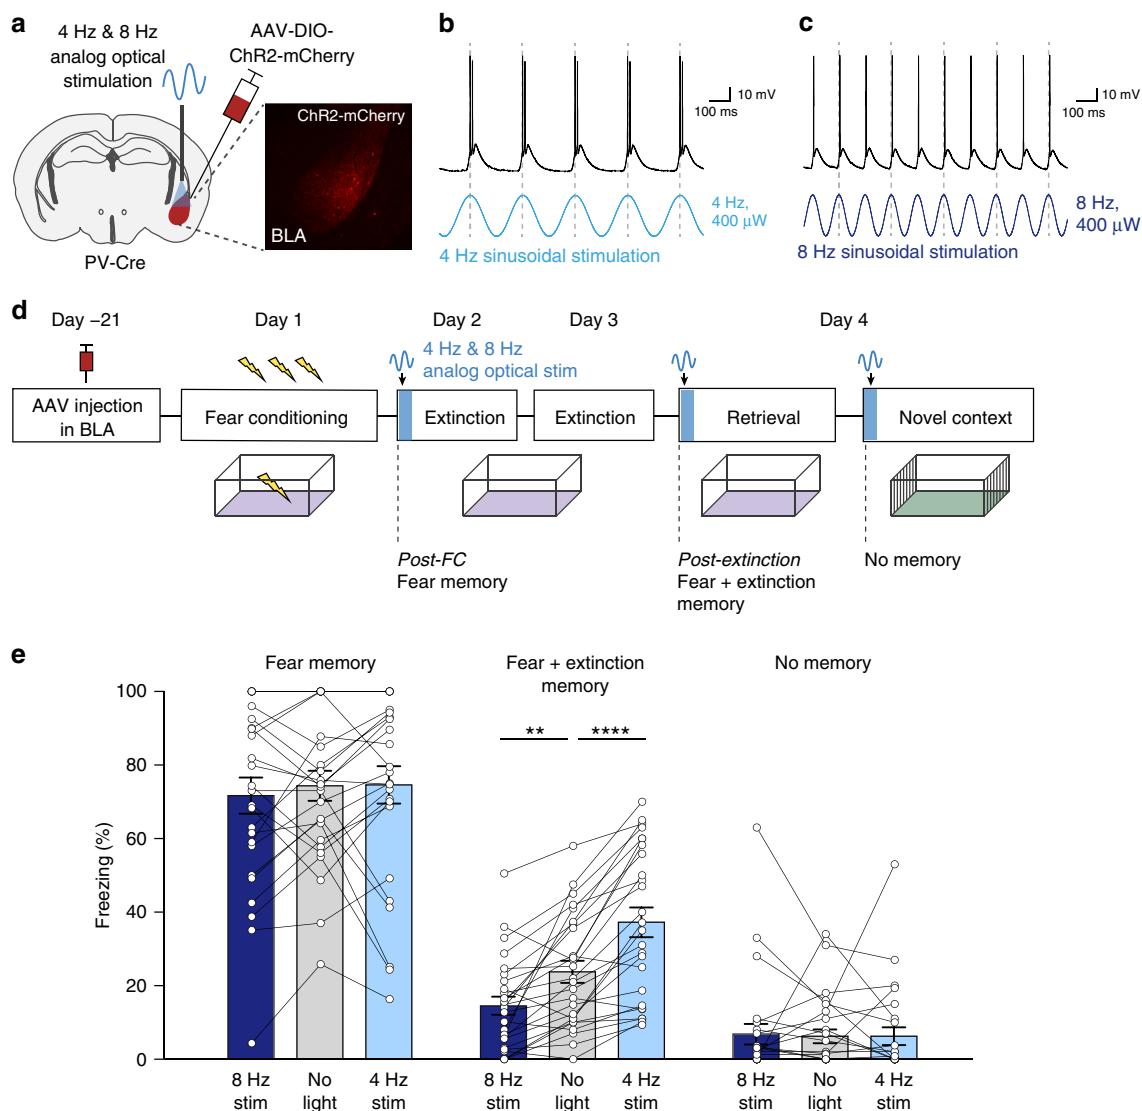 a
4 Hz & 8 Hz
analog optical
stimulation
AAV-DIO-
ChR2-mCherry
ChR2-mCherry
BLA
PV-Cre
b
10 mV
100 ms
4 Hz,
400 µW
4 Hz sinusoidal stimulation
c
10 mV
100 ms
8 Hz,
400 µW
8 Hz sinusoidal stimulation
d
Day −21
Day 1
Day 2
Day 3
Day 4
4 Hz & 8 Hz
analog optical stim
AAV injection
in BLA
Fear conditioning
Extinction
Extinction
Retrieval
Novel context
Post-FC
Fear memory
Post-extinction
Fear + extinction
memory
No memory
e
Fear memory
Fear + extinction
memory
No memory
** ****
Freezing (%)
100
80
60
40
20
0
8 Hz
stim
No
light
4 Hz
stim
8 Hz
stim
No
light
4 Hz
stim
8 Hz
stim
No
light
4 Hz
stim